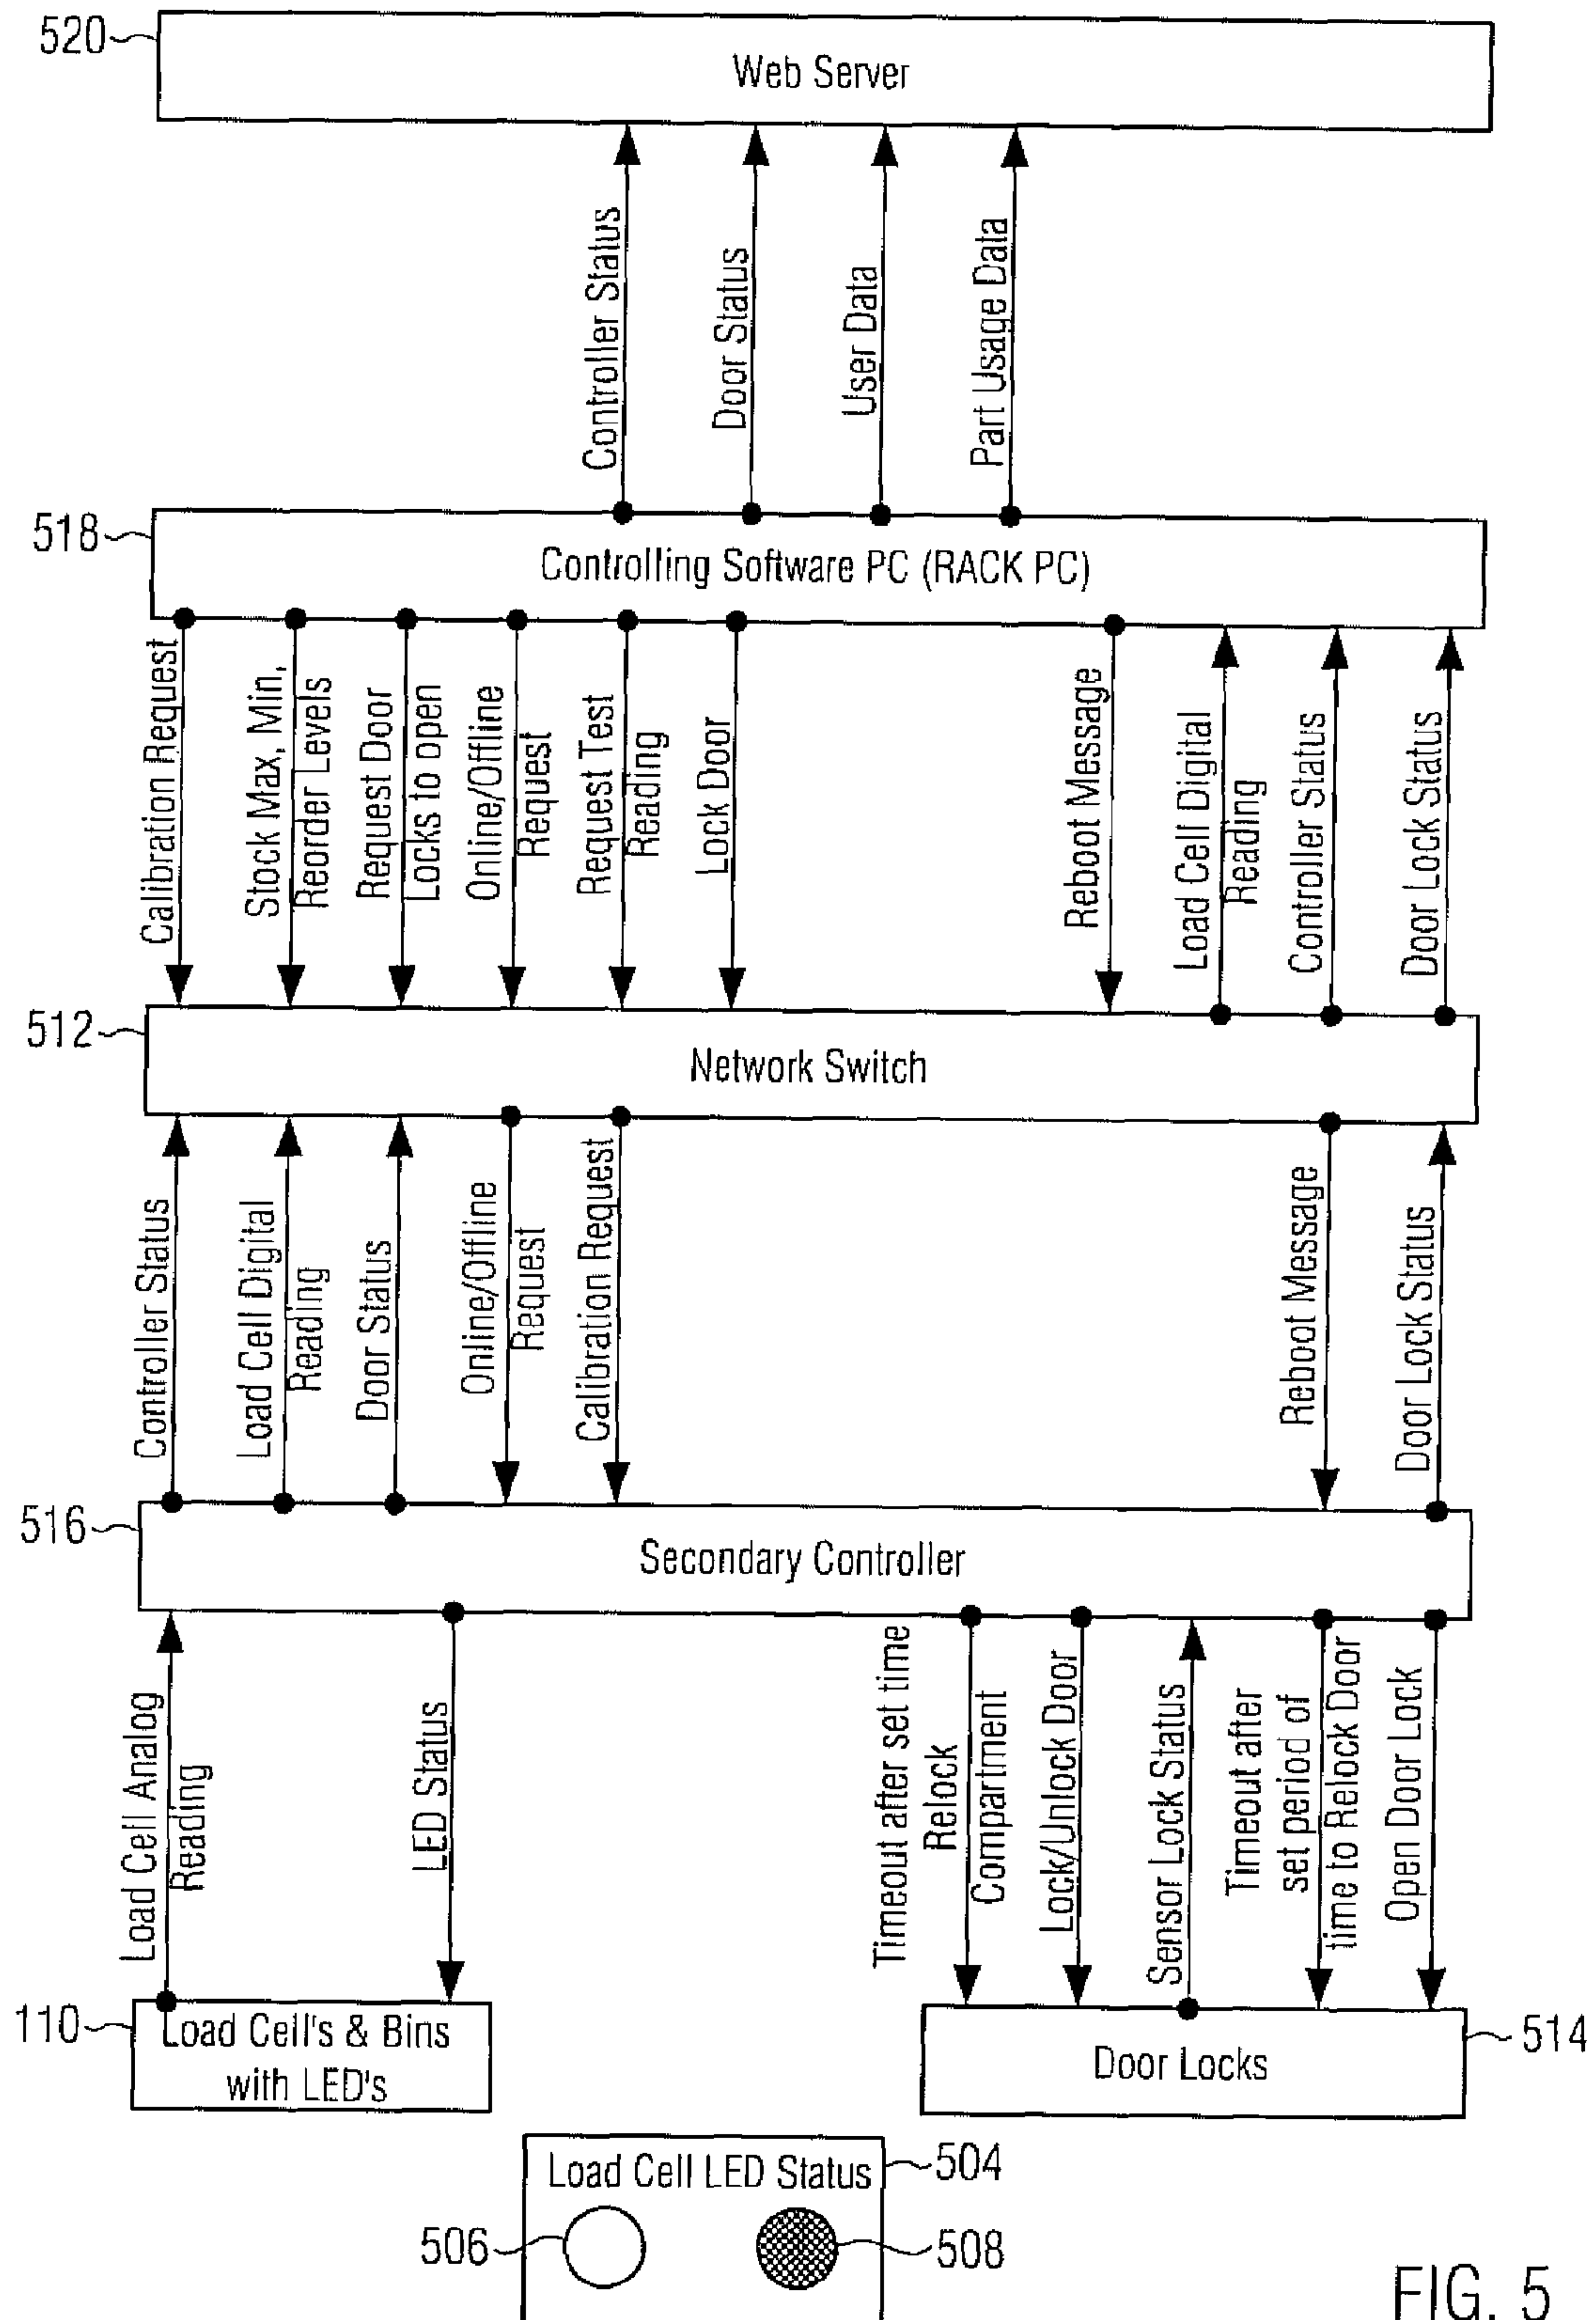 520
Web Server
Controller Status
Door Status
User Data
Part Usage Data
518
Controlling Software PC (RACK PC)
Calibration Request
Stock Max, Min,
Reorder Levels
Request Door
Locks to open
Online/Offline
Request
Request Test
Reading
Lock Door
Reboot Message
Load Cell Digital
Reading
Controller Status
Door Lock Status
512
Network Switch
Controller Status
Load Cell Digital
Reading
Door Status
Online/Offline
Request
Calibration Request
Reboot Message
Door Lock Status
516
Secondary Controller
Load Cell Analog
Reading
LED Status
Timeout after set time
Relock
Compartment
Lock/Unlock Door
Sensor Lock Status
Timeout after
set period of
time to Relock Door
Open Door Lock
110
Load Cell's & Bins
with LED's
Door Locks
514
Load Cell LED Status
504
506
508
FIG. 5